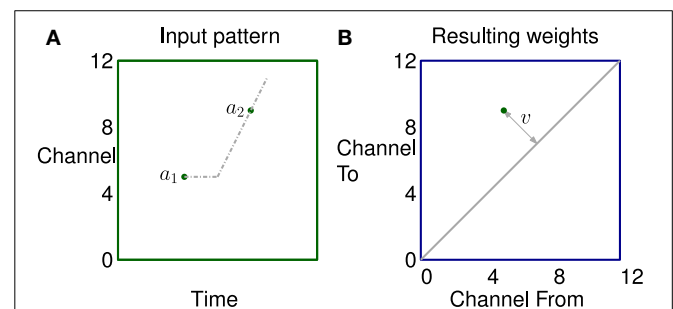 A Input pattern
12
8
Channel
4
0
a1
a2
Time
B Resulting weights
12
8
Channel
To
4
0
v
0 4 8 12
Channel From